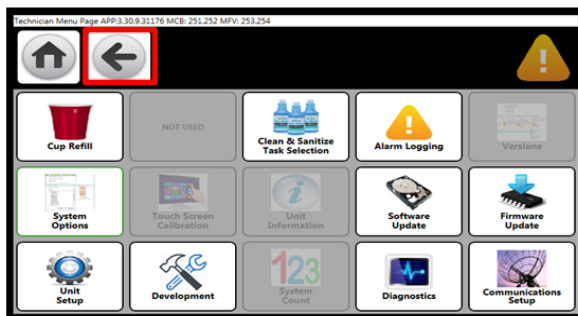 Technician Menu Page APP:3.30.9.31176 MCB: 251.252 MFV: 253.254
Cup Refill
NOT USED
Clean & Sanitize
Task Selection
Alarm Logging
Versions
System
Options
Touch Screen
Calibration
Unit
Information
Software
Update
Firmware
Update
Unit
Setup
Development
123
System
Count
Diagnostics
Communications
Setup